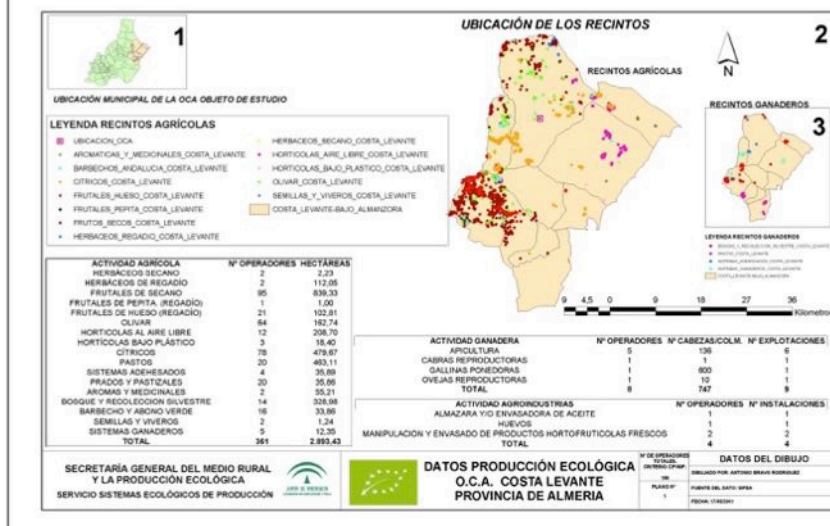 1
UBICACIÓN MUNICIPAL DE LA OCA OBJETO DE ESTUDIO
UBICACIÓN DE LOS RECINTOS
RECINTOS AGRÍCOLAS
N
2
RECINTOS GANADEROS
3
LEYENDA RECINTOS AGRÍCOLAS
UBICACION_OCA
AROMATICAS_Y_MEDICINALES_COSTA_LEVANTE
BARBECHOS_ANDALUCIA_COSTA_LEVANTE
CITRICOS_COSTA_LEVANTE
FRUTALES_HUESO_COSTA_LEVANTE
FRUTALES_PEPITA_COSTA_LEVANTE
FRUTOS_SECOS_COSTA_LEVANTE
HERBACEOS_REGADIO_COSTA_LEVANTE
HERBACEOS_SECANO_COSTA_LEVANTE
HORTICOLAS_AIRE_LIBRE_COSTA_LEVANTE
HORTICOLAS_BAJO_PLASTICO_COSTA_LEVANTE
OLIVAR_COSTA_LEVANTE
SEMILLAS_Y_VIVEROS_COSTA_LEVANTE
COSTA_LEVANTE-BAJO_ALMANZORA
LEYENDA RECINTOS GANADEROS
9 4,5 0 9 18 27 36
Kilometro
ACTIVIDAD AGRÍCOLA Nº OPERADORES HECTÁREAS
HERBÁCEOS SECANO 2 2,23
HERBÁCEOS DE REGADÍO 2 112,05
FRUTALES DE SECANO 95 839,33
FRUTALES DE PEPITA. (REGADÍO) 1 1,00
FRUTALES DE HUESO (REGADÍO) 21 102,81
OLIVAR 64 162,74
HORTICOLAS AL AIRE LIBRE 12 208,70
HORTÍCOLAS BAJO PLÁSTICO 3 18,40
CÍTRICOS 78 479,67
PASTOS 20 463,11
SISTEMAS ADEHESADOS 4 35,89
PRADOS Y PASTIZALES 20 35,86
AROMAS Y MEDICINALES 2 55,21
BOSQUE Y RECOLECCIÓN SILVESTRE 14 328,98
BARBECHO Y ABONO VERDE 16 33,86
SEMILLAS Y VIVEROS 2 1,24
SISTEMAS GANADEROS 5 12,35
TOTAL 361 2.893,43
ACTIVIDAD GANADERA Nº OPERADORES Nº CABEZAS/COLM. Nº EXPLOTACIONES
APICULTURA 5 136 6
CABRAS REPRODUCTORAS 1 1 1
GALLINAS PONEDORAS 1 600 1
OVEJAS REPRODUCTORAS 1 10 1
TOTAL 8 747 9
ACTIVIDAD AGROINDUSTRIAS Nº OPERADORES Nº INSTALACIONES
ALMAZARA Y/O ENVASADORA DE ACEITE 1 1
HUEVOS 1 1
MANIPULACION Y ENVASADO DE PRODUCTOS HORTOFRUTICOLAS FRESCOS 2 2
TOTAL 4 4
SECRETARÍA GENERAL DEL MEDIO RURAL
Y LA PRODUCCIÓN ECOLÓGICA
SERVICIO SISTEMAS ECOLÓGICOS DE PRODUCCIÓN
DATOS PRODUCCIÓN ECOLÓGICA
O.C.A. COSTA LEVANTE
PROVINCIA DE ALMERIA
PLANO Nº
1
DATOS DEL DIBUJO
DIBUJADO POR: ANTONIO BRAVO RODRIGUEZ